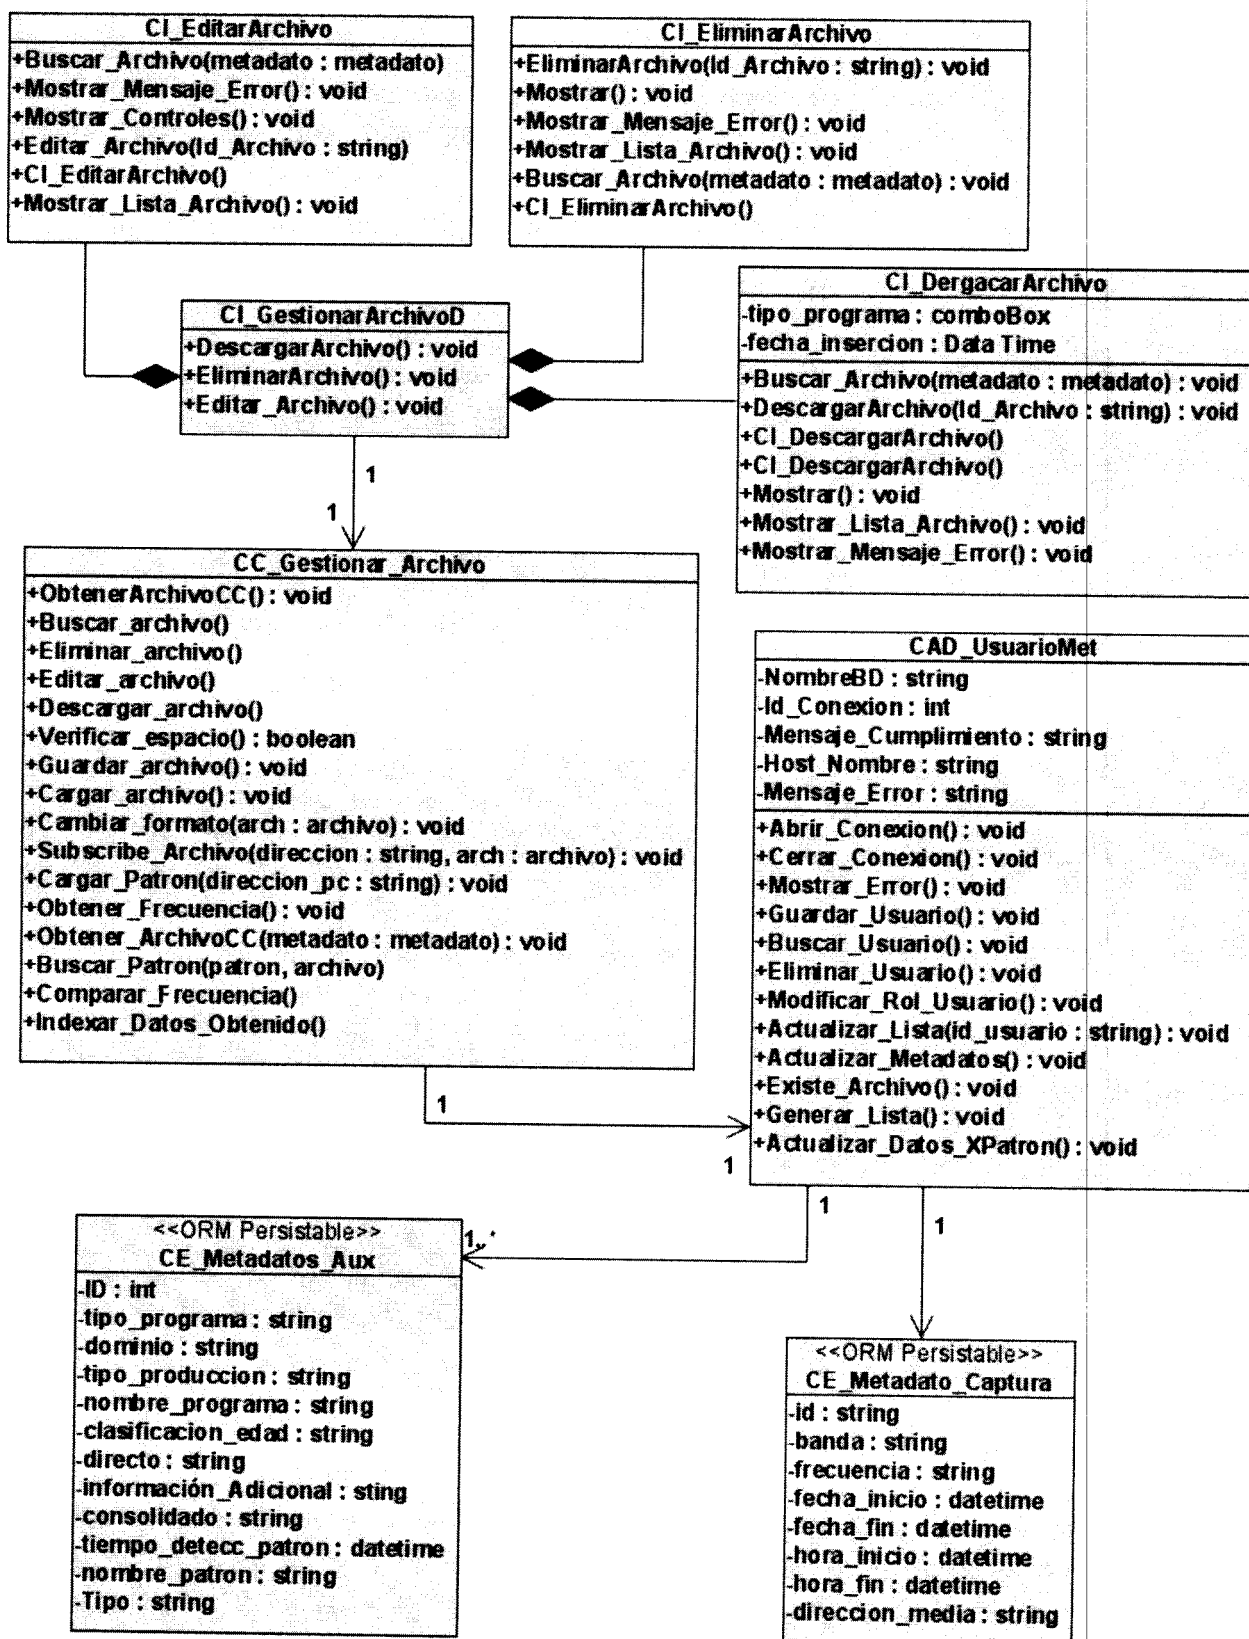 CI_EditarArchivo
+Buscar_Archivo(metadato : metadato)
+Mostrar_Mensaje_Error() : void
+Mostrar_Controles() : void
+Editar_Archivo(Id_Archivo : string)
+CI_EditarArchivo()
+Mostrar_Lista_Archivo() : void
CI_EliminarArchivo
+EliminarArchivo(Id_Archivo : string) : void
+Mostrar() : void
+Mostrar_Mensaje_Error() : void
+Mostrar_Lista_Archivo() : void
+Buscar_Archivo(metadato : metadato) : void
+CI_EliminarArchivo()
CI_GestionarArchivoD
+DescargarArchivo() : void
+EliminarArchivo() : void
+Editar_Archivo() : void
CI_DergacarArchivo
-tipo_programa : comboBox
-fecha_insercion : Data Time
+Buscar_Archivo(metadato : metadato) : void
+DescargarArchivo(Id_Archivo : string) : void
+CI_DescargarArchivo()
+CI_DescargarArchivo()
+Mostrar() : void
+Mostrar_Lista_Archivo() : void
+Mostrar_Mensaje_Error() : void
1
1
CC_Gestionar_Archivo
+ObtenerArchivoCC() : void
+Buscar_archivo()
+Eliminar_archivo()
+Editar_archivo()
+Descargar_archivo()
+Verificar_espacio() : boolean
+Guardar_archivo() : void
+Cargar_archivo() : void
+Cambiar_formato(arch : archivo) : void
+Subscribe_Archivo(direccion : string, arch : archivo) : void
+Cargar_Patron(direccion_pc : string) : void
+Obtener_Frecuencia() : void
+Obtener_ArchivoCC(metadato : metadato) : void
+Buscar_Patron(patron, archivo)
+Comparar_Frecuencia()
+Indexar_Datos_Obtenido()
CAD_UsuarioMet
-NombreBD : string
-Id_Conexion : int
-Mensaje_Cumplimiento : string
-Host_Nombre : string
-Mensaje_Error : string
+Abrir_Conexion() : void
+Cerrar_Conexion() : void
+Mostrar_Error() : void
+Guardar_Usuario() : void
+Buscar_Usuario() : void
+Eliminar_Usuario() : void
+Modificar_Rol_Usuario() : void
+Actualizar_Lista(id_usuario : string) : void
+Actualizar_Metadatos() : void
+Existe_Archivo() : void
+Generar_Lista() : void
+Actualizar_Datos_XPatron() : void
1
1
1
1
1..*
<<ORM Persistable>>
CE_Metadatos_Aux
-ID : int
-tipo_programa : string
-dominio : string
-tipo_produccion : string
-nombre_programa : string
-clasificacion_edad : string
-directo : string
-información_Adicional : sting
-consolidado : string
-tiempo_detecc_patron : datetime
-nombre_patron : string
-Tipo : string
<<ORM Persistable>>
CE_Metadato_Captura
-id : string
-banda : string
-frecuencia : string
-fecha_inicio : datetime
-fecha_fin : datetime
-hora_inicio : datetime
-hora_fin : datetime
-direccion_media : string